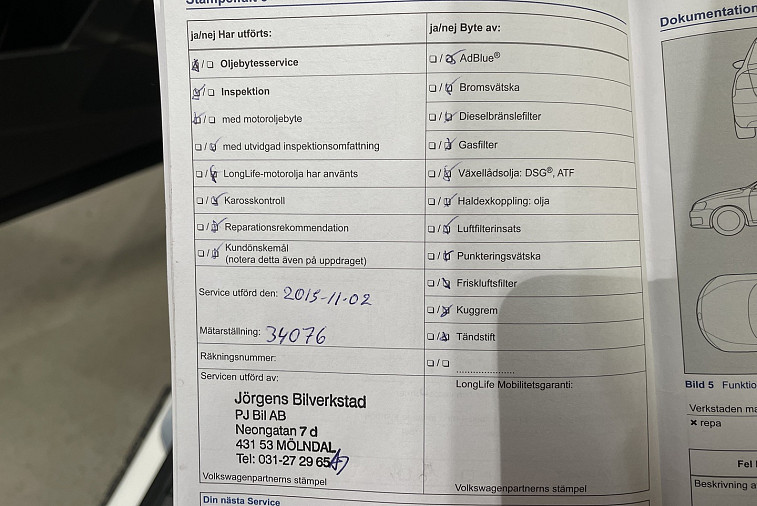 ja/nej Har utförts:
Oljebytesservice
Inspektion
med motoroljebyte
med utvidgad inspektionsomfattning
LongLife-motorolja har använts
Karosskontroll
Reparationsrekommendation
Kundönskemål
(notera detta även på uppdraget)
Service utförd den: 2015-11-02
Mätarställning: 34076
Räkningsnummer:
Servicen utförd av:
Jörgens Bilverkstad
PJ Bil AB
Neongatan 7 d
431 53 MÖLNDAL
Tel: 031-27 29 65
Volkswagenpartnerns stämpel
Din nästa Service
ja/nej Byte av:
AdBlue®
Bromsvätska
Dieselbränslefilter
Gasfilter
Växellådsolja: DSG®, ATF
Haldexkoppling: olja
Luftfilterinsats
Punkteringsvätska
Friskluftsfilter
Kuggrem
Tändstift
LongLife Mobilitetsgaranti:
Volkswagenpartnerns stämpel
Dokumentation
Bild 5 Funktio
Verkstaden ma
× repa
Fel
Beskrivning a